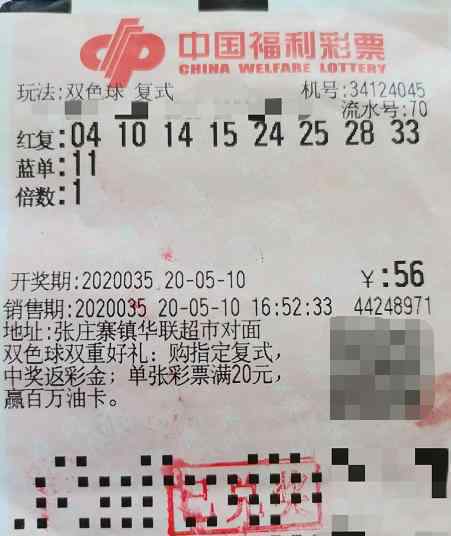 中国福利彩票
CHINA WELFARE LOTTERY
玩法:双色球 复式 机号:34124045
流水号:70
红复:04 10 14 15 24 25 28 33
蓝单:11
倍数:1
开奖期:2020035 20-05-10 ￥:56
销售期:2020035 20-05-10 16:52:33 44248971
地址:张庄寨镇华联超市对面
双色球双重好礼：购指定复式，
中奖返彩金；单张彩票满20元，
赢百万油卡。
已兑奖